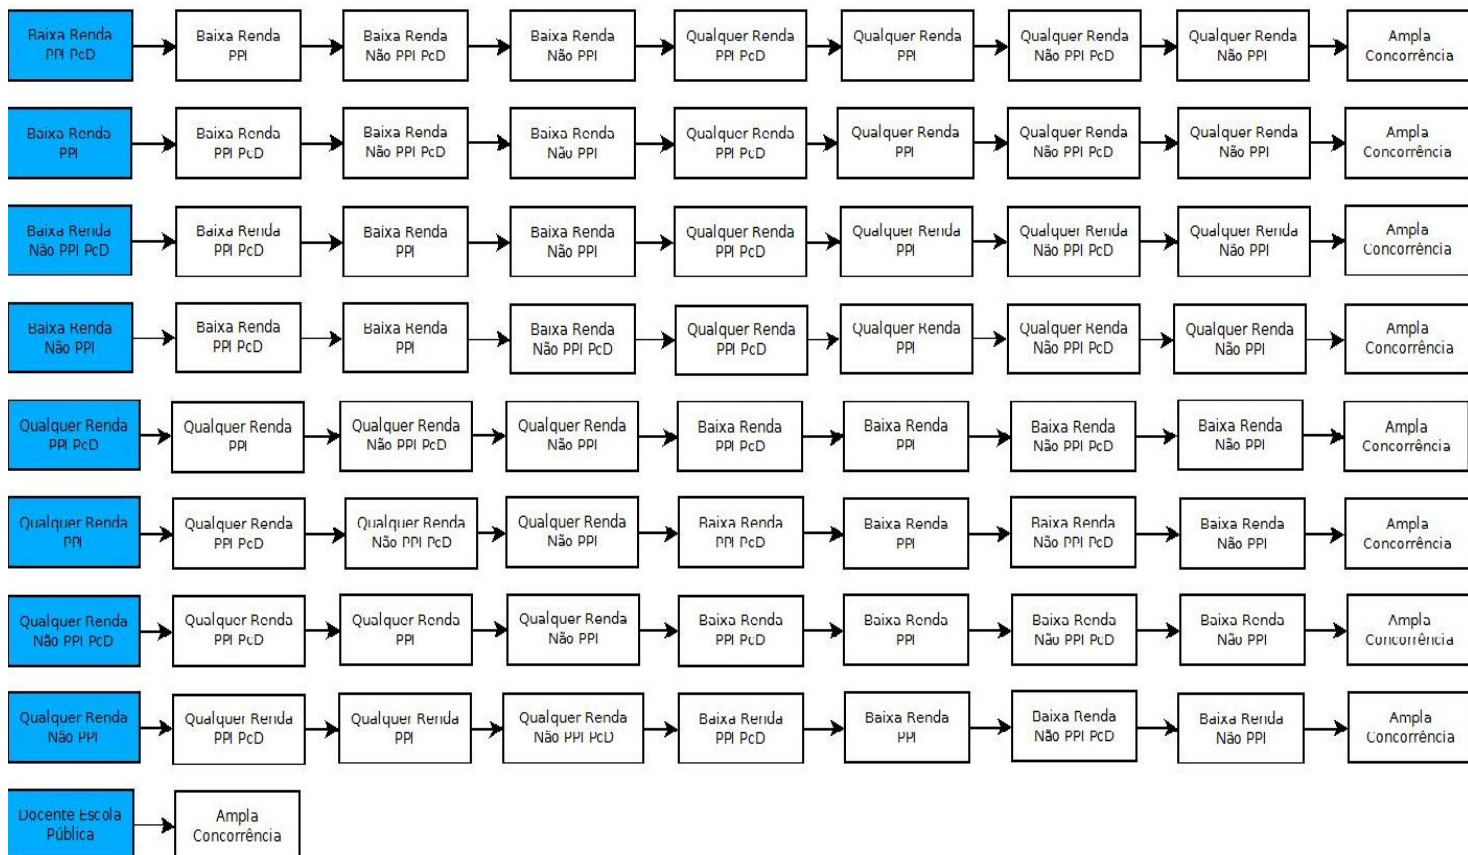 Baixa Renda
PPI PcD
Baixa Renda
PPI
Baixa Renda
Não PPI PcD
Baixa Renda
Não PPI
Qualquer Renda
PPI PcD
Qualquer Renda
PPI
Qualquer Renda
Não PPI PcD
Qualquer Renda
Não PPI
Ampla
Concorrência
Baixa Renda
PPI
Baixa Renda
PPI PcD
Baixa Renda
Não PPI PcD
Baixa Renda
Não PPI
Qualquer Renda
PPI PcD
Qualquer Renda
PPI
Qualquer Renda
Não PPI PcD
Qualquer Renda
Não PPI
Ampla
Concorrência
Baixa Renda
Não PPI PcD
Baixa Renda
PPI PcD
Baixa Renda
PPI
Baixa Renda
Não PPI
Qualquer Renda
PPI PcD
Qualquer Renda
PPI
Qualquer Renda
Não PPI PcD
Qualquer Renda
Não PPI
Ampla
Concorrência
Baixa Renda
Não PPI
Baixa Renda
PPI PcD
Baixa Renda
PPI
Baixa Renda
Não PPI PcD
Qualquer Renda
PPI PcD
Qualquer Renda
PPI
Qualquer Renda
Não PPI PcD
Qualquer Renda
Não PPI
Ampla
Concorrência
Qualquer Renda
PPI PcD
Qualquer Renda
PPI
Qualquer Renda
Não PPI PcD
Qualquer Renda
Não PPI
Baixa Renda
PPI PcD
Baixa Renda
PPI
Baixa Renda
Não PPI PcD
Baixa Renda
Não PPI
Ampla
Concorrência
Qualquer Renda
PPI
Qualquer Renda
PPI PcD
Qualquer Renda
Não PPI PcD
Qualquer Renda
Não PPI
Baixa Renda
PPI PcD
Baixa Renda
PPI
Baixa Renda
Não PPI PcD
Baixa Renda
Não PPI
Ampla
Concorrência
Qualquer Renda
Não PPI PcD
Qualquer Renda
PPI PcD
Qualquer Renda
PPI
Qualquer Renda
Não PPI
Baixa Renda
PPI PcD
Baixa Renda
PPI
Baixa Renda
Não PPI PcD
Baixa Renda
Não PPI
Ampla
Concorrência
Qualquer Renda
Não PPI
Qualquer Renda
PPI PcD
Qualquer Renda
PPI
Qualquer Renda
Não PPI PcD
Baixa Renda
PPI PcD
Baixa Renda
PPI
Baixa Renda
Não PPI PcD
Baixa Renda
Não PPI
Ampla
Concorrência
Docente Escola
Pública
Ampla
Concorrência